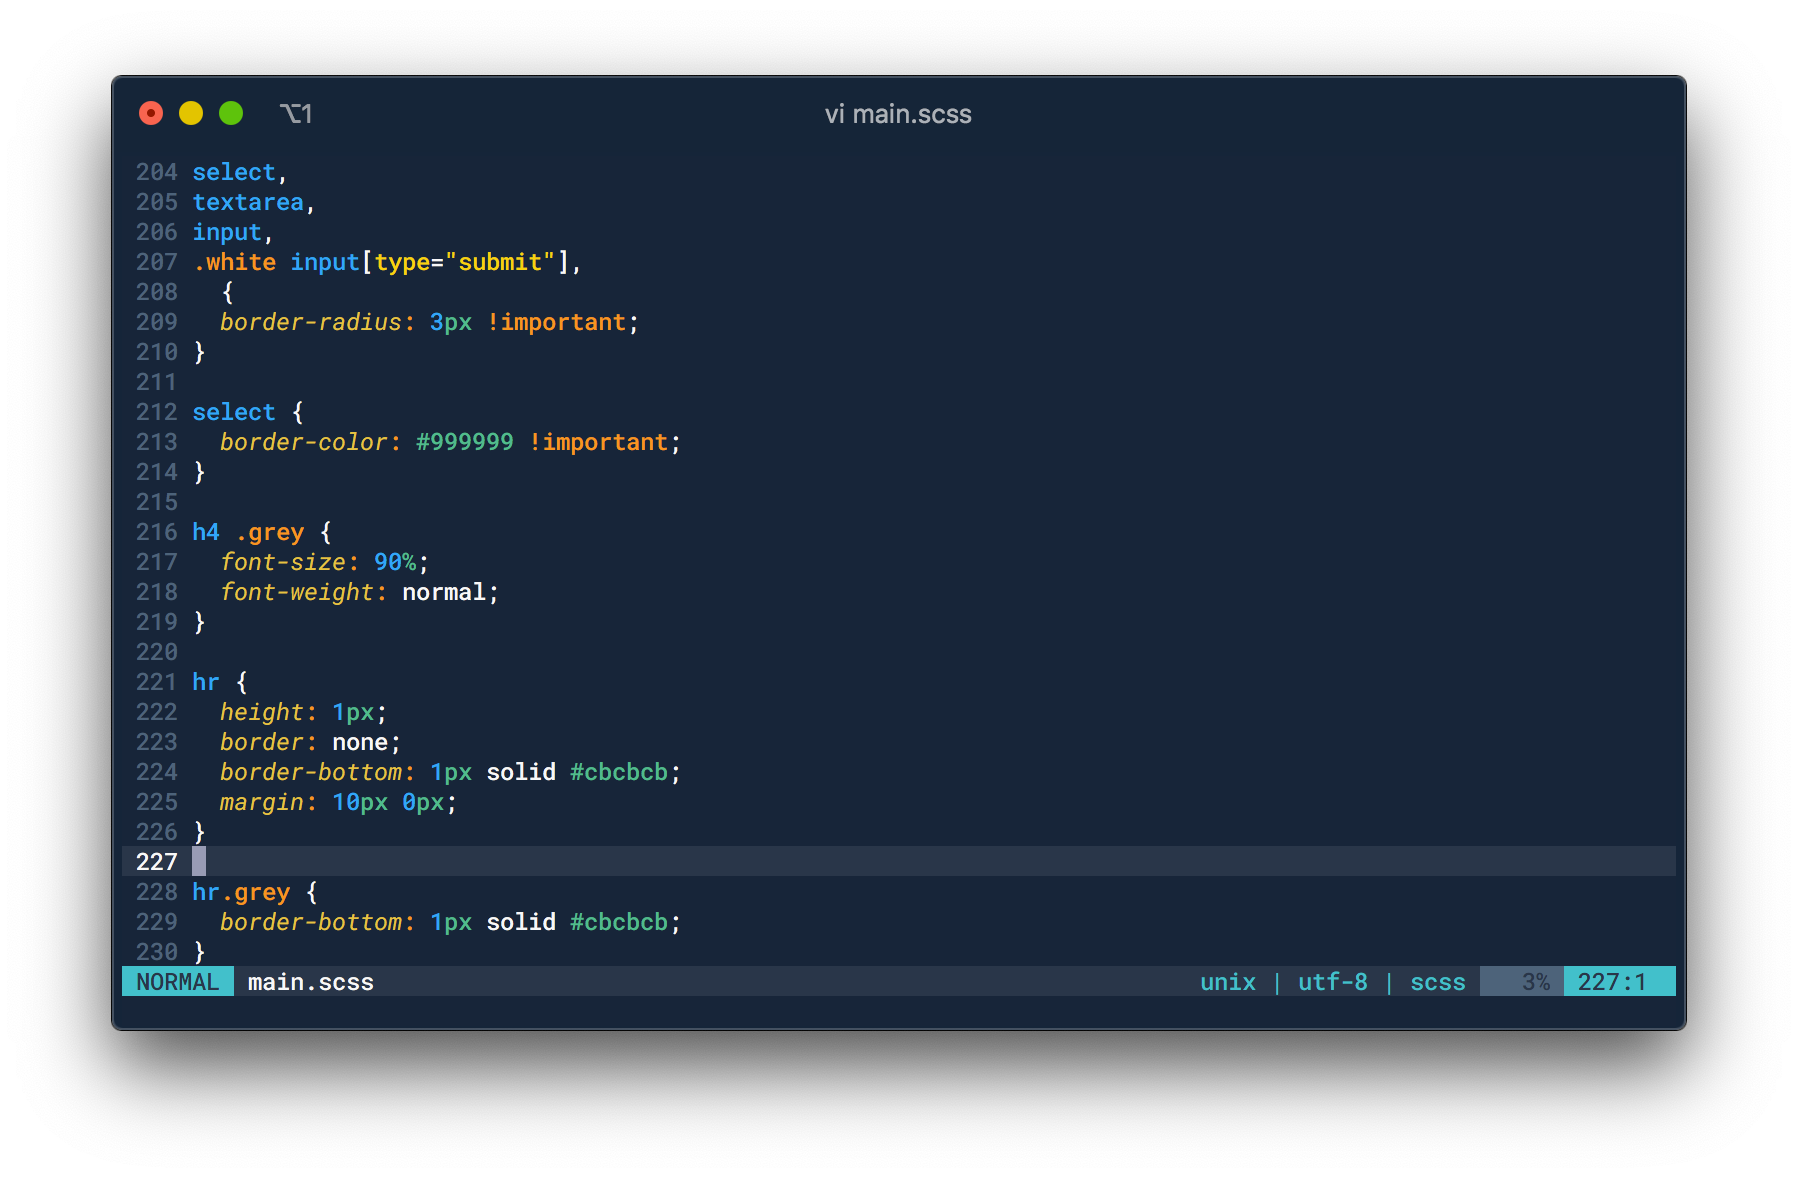 ⌥1 vi main.scss
204 select,
205 textarea,
206 input,
207 .white input[type="submit"],
208   {
209   border-radius: 3px !important;
210 }
211
212 select {
213   border-color: #999999 !important;
214 }
215
216 h4 .grey {
217   font-size: 90%;
218   font-weight: normal;
219 }
220
221 hr {
222   height: 1px;
223   border: none;
224   border-bottom: 1px solid #cbcbcb;
225   margin: 10px 0px;
226 }
227
228 hr.grey {
229   border-bottom: 1px solid #cbcbcb;
230 }
NORMAL main.scss unix | utf-8 | scss 3% 227:1